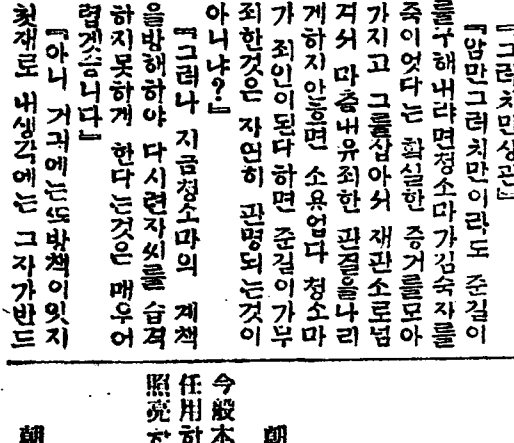 『그러치만상관』
『암만그러치만이라도 준길이
를구해내랴면청소마가김숙자를
죽이엇다는 확실한 증거를모아
가지고 그를삽아서 재판소로넘
겨서 마츰내유죄한 판결을나리
게하지안흐면 소용업다 청소마
가 죄인이된다하면 준길이가무
죄한것은 자연히 판명되는것이
아니냐?』
『그러나 지금청소마의 계책
을방해하야 다시련자씨를 습격
하지못하게 한다는것은 매우어
렵겟슴니다』
『아니 거긔에는또방책이잇지
첫재로 내생각에는 그자가반드
朝
今般本
任用하
照亮
朝